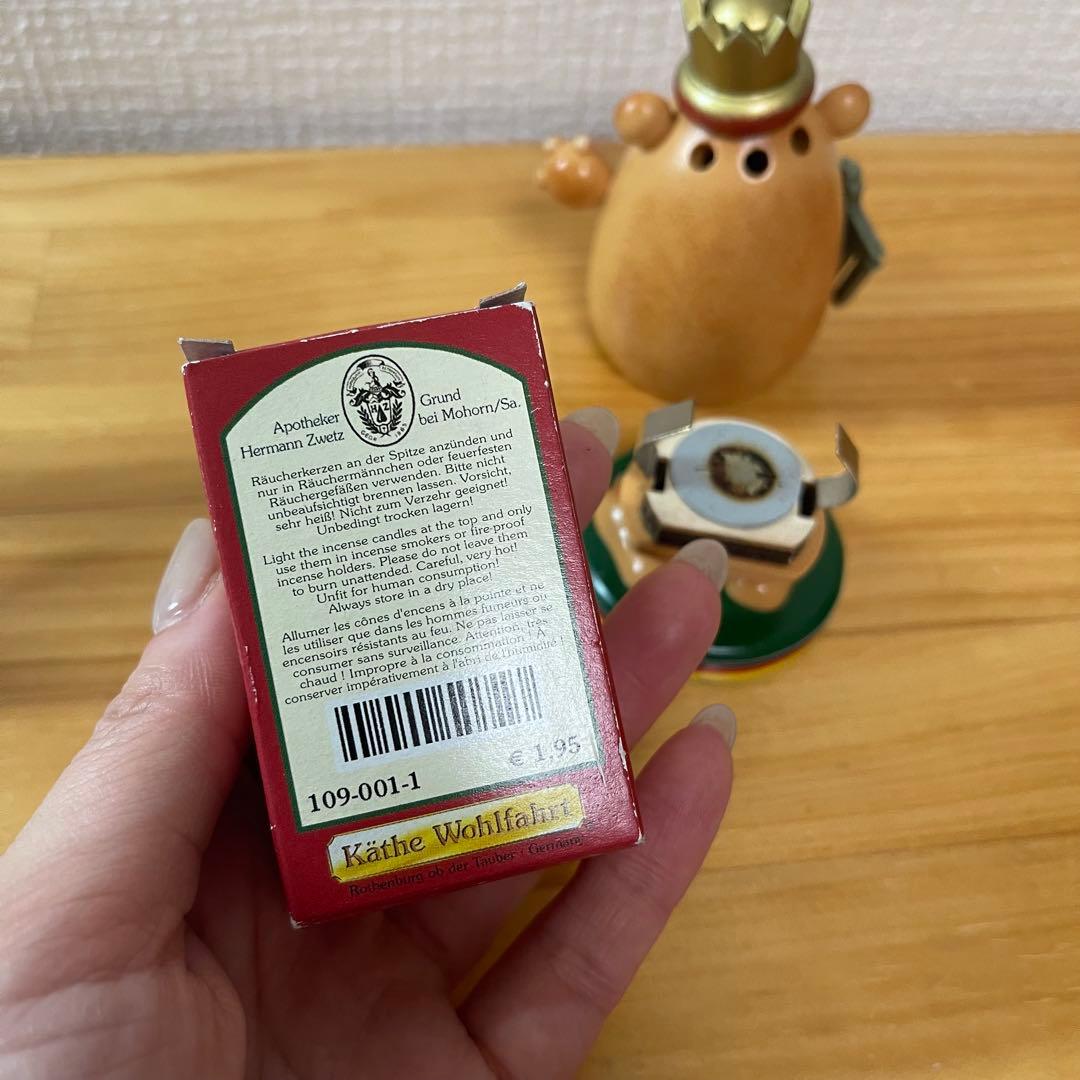 Apotheker
Hermann Zwetz
H Z
Grund
bei Mohorn/Sa.
Räucherkerzen an der Spitze anzünden und
nur in Räuchermännchen oder feuerfesten
Räuchergefäßen verwenden. Bitte nicht
unbeaufsichtigt brennen lassen. Vorsicht,
sehr heiß! Nicht zum Verzehr geeignet!
Unbedingt trocken lagern!
Light the incense candles at the top and only
use them in incense smokers or fire-proof
incense holders. Please do not leave them
to burn unattended. Careful, very hot!
Unfit for human consumption!
Always store in a dry place!
Allumer les cônes d'encens à la pointe et ne
les utiliser que dans les hommes fumeurs ou
encensoirs résistants au feu. Ne pas laisser se
consumer sans surveillance. Attention, très
chaud ! Impropre à la consommation ! À
conserver impérativement à l'abri de l'humidité !
€ 1,95
109-001-1
Käthe Wohlfahrt
Rothenburg ob der Tauber · Germany